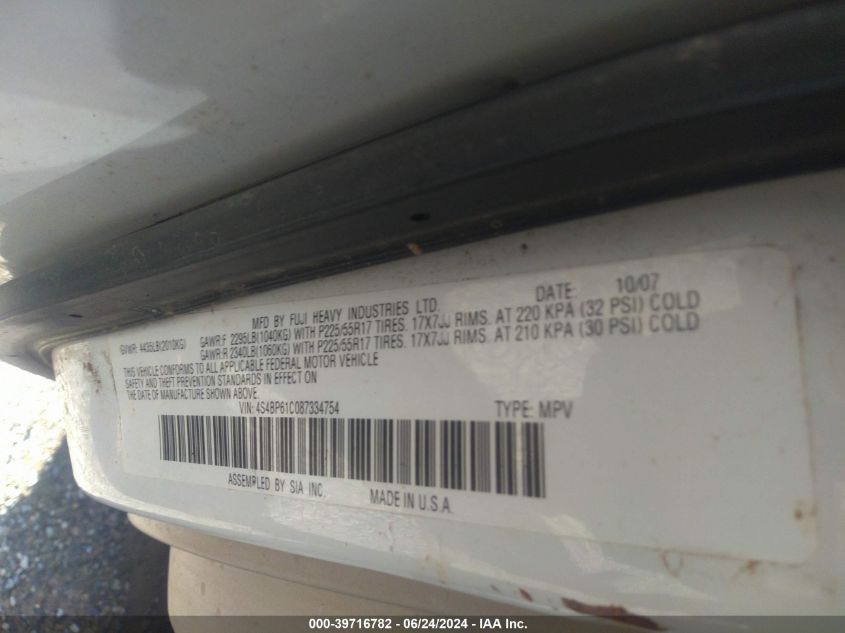 MFD BY FUJI HEAVY INDUSTRIES LTD. DATE: 10/07
GVWR: 4435LB(2010KG) GAWR:F 2295LB(1040KG) WITH P225/55R17 TIRES. 17X7JJ RIMS. AT 220 KPA (32 PSI) COLD
GAWR:R 2340LB(1060KG) WITH P225/55R17 TIRES. 17X7JJ RIMS. AT 210 KPA (30 PSI) COLD
THIS VEHICLE CONFORMS TO ALL APPLICABLE FEDERAL MOTOR VEHICLE
SAFETY AND THEFT PREVENTION STANDARDS IN EFFECT ON
THE DATE OF MANUFACTURE SHOWN ABOVE.
VIN: 4S4BP61C087334754 TYPE: MPV
ASSEMBLED BY SIA INC. MADE IN U.S.A.
000-39716782 - 06/24/2024 - IAA Inc.